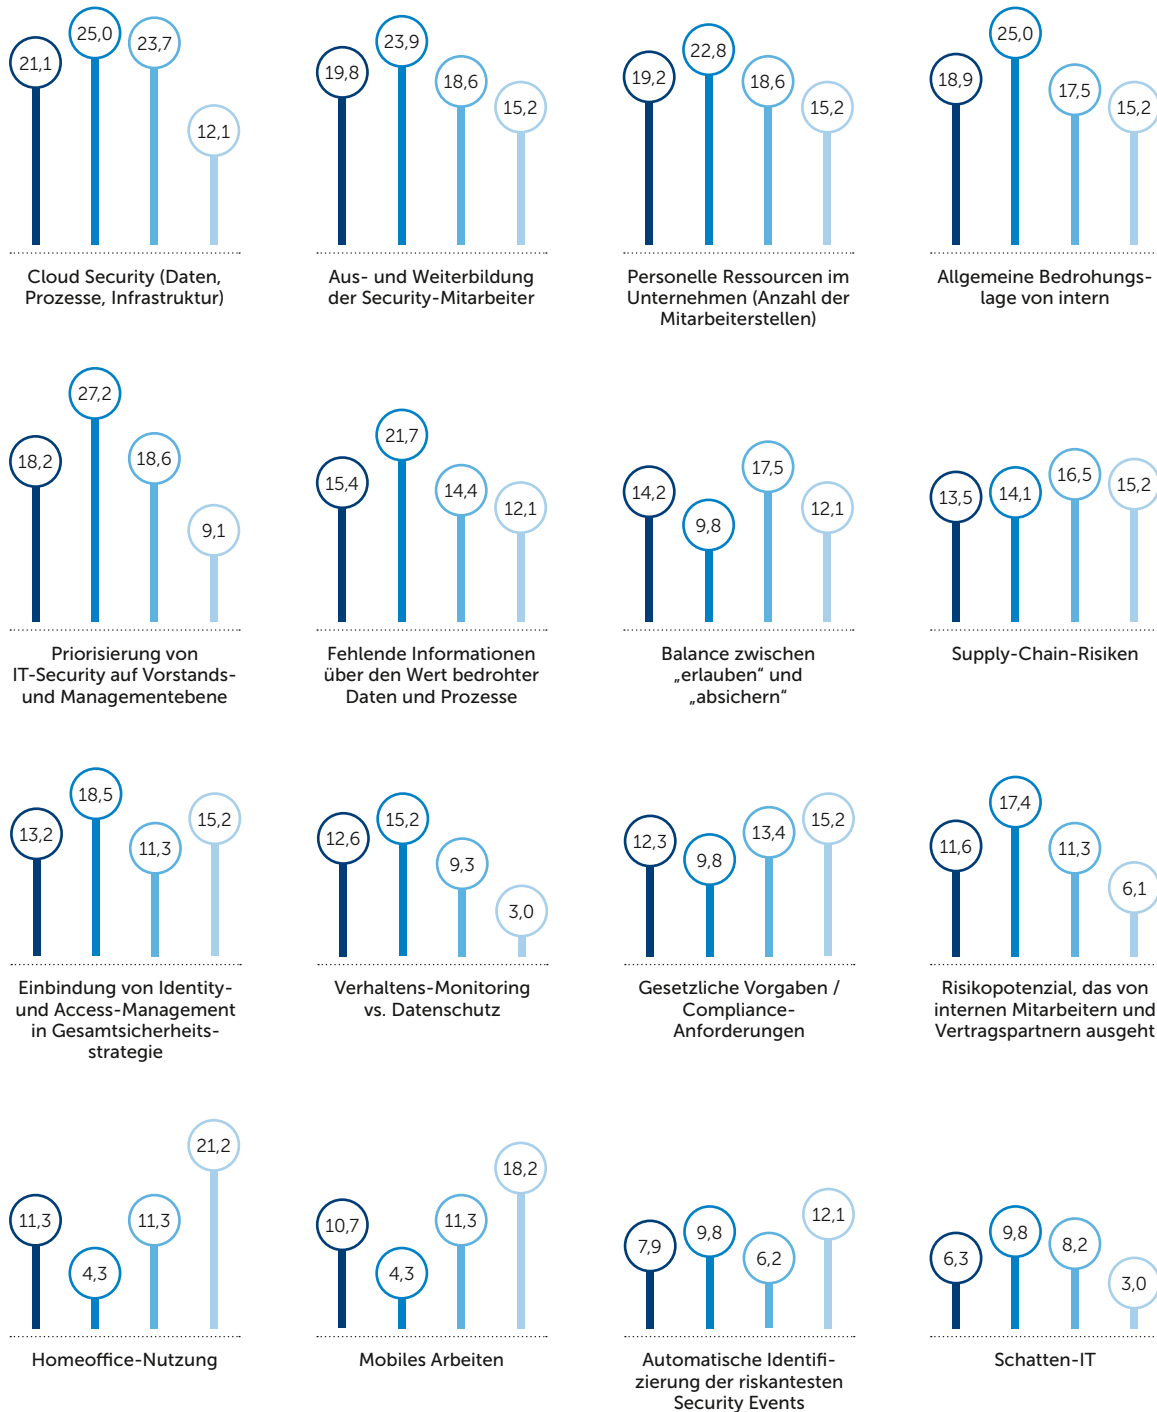 21,1
25,0
23,7
12,1
Cloud Security (Daten,
Prozesse, Infrastruktur)
19,8
23,9
18,6
15,2
Aus- und Weiterbildung
der Security-Mitarbeiter
19,2
22,8
18,6
15,2
Personelle Ressourcen im
Unternehmen (Anzahl der
Mitarbeiterstellen)
18,9
25,0
17,5
15,2
Allgemeine Bedrohungs-
lage von intern
18,2
27,2
18,6
9,1
Priorisierung von
IT-Security auf Vorstands-
und Managementebene
15,4
21,7
14,4
12,1
Fehlende Informationen
über den Wert bedrohter
Daten und Prozesse
14,2
9,8
17,5
12,1
Balance zwischen
„erlauben“ und
„absichern“
13,5
14,1
16,5
15,2
Supply-Chain-Risiken
13,2
18,5
11,3
15,2
Einbindung von Identity-
und Access-Management
in Gesamtsicherheits-
strategie
12,6
15,2
9,3
3,0
Verhaltens-Monitoring
vs. Datenschutz
12,3
9,8
13,4
15,2
Gesetzliche Vorgaben /
Compliance-
Anforderungen
11,6
17,4
11,3
6,1
Risikopotenzial, das von
internen Mitarbeitern und
Vertragspartnern ausgeht
11,3
4,3
11,3
21,2
Homeoffice-Nutzung
10,7
4,3
11,3
18,2
Mobiles Arbeiten
7,9
9,8
6,2
12,1
Automatische Identifi-
zierung der riskantesten
Security Events
6,3
9,8
8,2
3,0
Schatten-IT